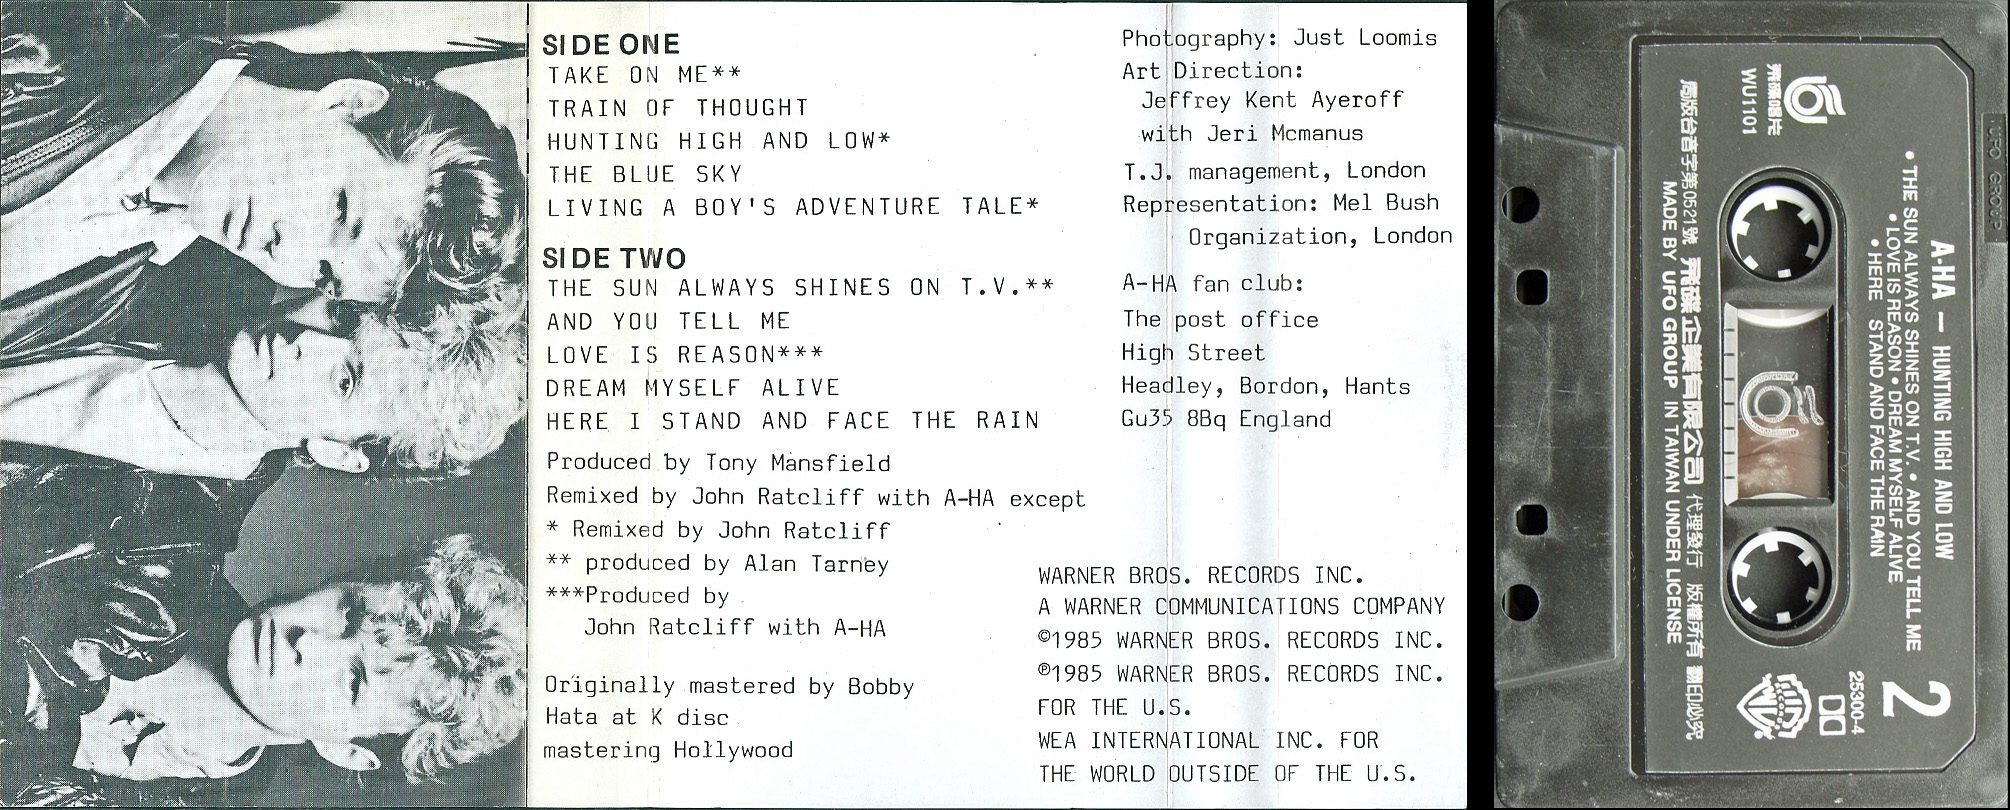 SIDE ONE
TAKE ON ME**
TRAIN OF THOUGHT
HUNTING HIGH AND LOW*
THE BLUE SKY
LIVING A BOY'S ADVENTURE TALE*
SIDE TWO
THE SUN ALWAYS SHINES ON T.V.**
AND YOU TELL ME
LOVE IS REASON***
DREAM MYSELF ALIVE
HERE I STAND AND FACE THE RAIN
Produced by Tony Mansfield
Remixed by John Ratcliff with A-HA except
* Remixed by John Ratcliff
** produced by Alan Tarney
***Produced by
John Ratcliff with A-HA
Originally mastered by Bobby
Hata at K disc
mastering Hollywood
Photography: Just Loomis
Art Direction:
Jeffrey Kent Ayeroff
with Jeri Mcmanus
T.J. management, London
Representation: Mel Bush
Organization, London
A-HA fan club:
The post office
High Street
Headley, Bordon, Hants
Gu35 8Bq England
WARNER BROS. RECORDS INC.
A WARNER COMMUNICATIONS COMPANY
©1985 WARNER BROS. RECORDS INC.
℗1985 WARNER BROS. RECORDS INC.
FOR THE U.S.
WEA INTERNATIONAL INC. FOR
THE WORLD OUTSIDE OF THE U.S.
UFO GROUP
A-HA — HUNTING HIGH AND LOW
• THE SUN ALWAYS SHINES ON T.V. • AND YOU TELL ME
• LOVE IS REASON • DREAM MYSELF ALIVE
• HERE STAND AND FACE THE RAIN
2
25300-4
飛碟唱片
WU1101
局版台音字第0521號 飛碟企業有限公司 代理發行 版權所有 翻印必究
MADE BY UFO GROUP IN TAIWAN UNDER LICENSE